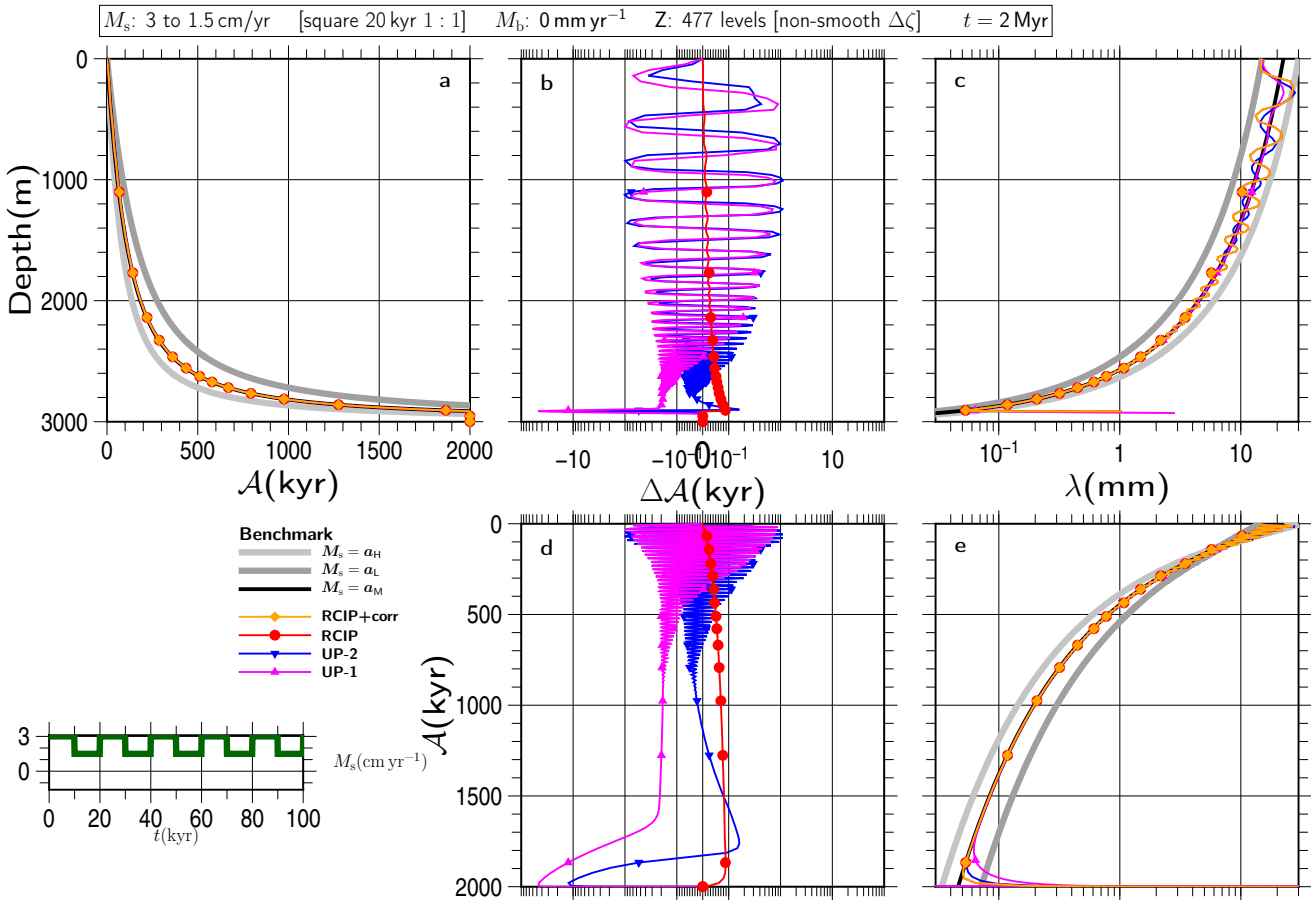 Mₛ: 3 to 1.5 cm/yr [square 20 kyr 1 : 1] M_b: 0 mm yr⁻¹ Z: 477 levels [non-smooth Δζ] t = 2 Myr
0
1000
2000
3000
Depth(m)
a
0 500 1000 1500 2000
𝒜(kyr)
b
−10 −10⁻¹ 0 10⁻¹ 10
Δ𝒜(kyr)
c
10⁻¹ 1 10
λ(mm)
Benchmark
Mₛ = a_H
Mₛ = a_L
Mₛ = a_M
RCIP+corr
RCIP
UP-2
UP-1
3
0
Mₛ(cm yr⁻¹)
0 20 40 60 80 100
t(kyr)
0
500
1000
1500
2000
𝒜(kyr)
d
e